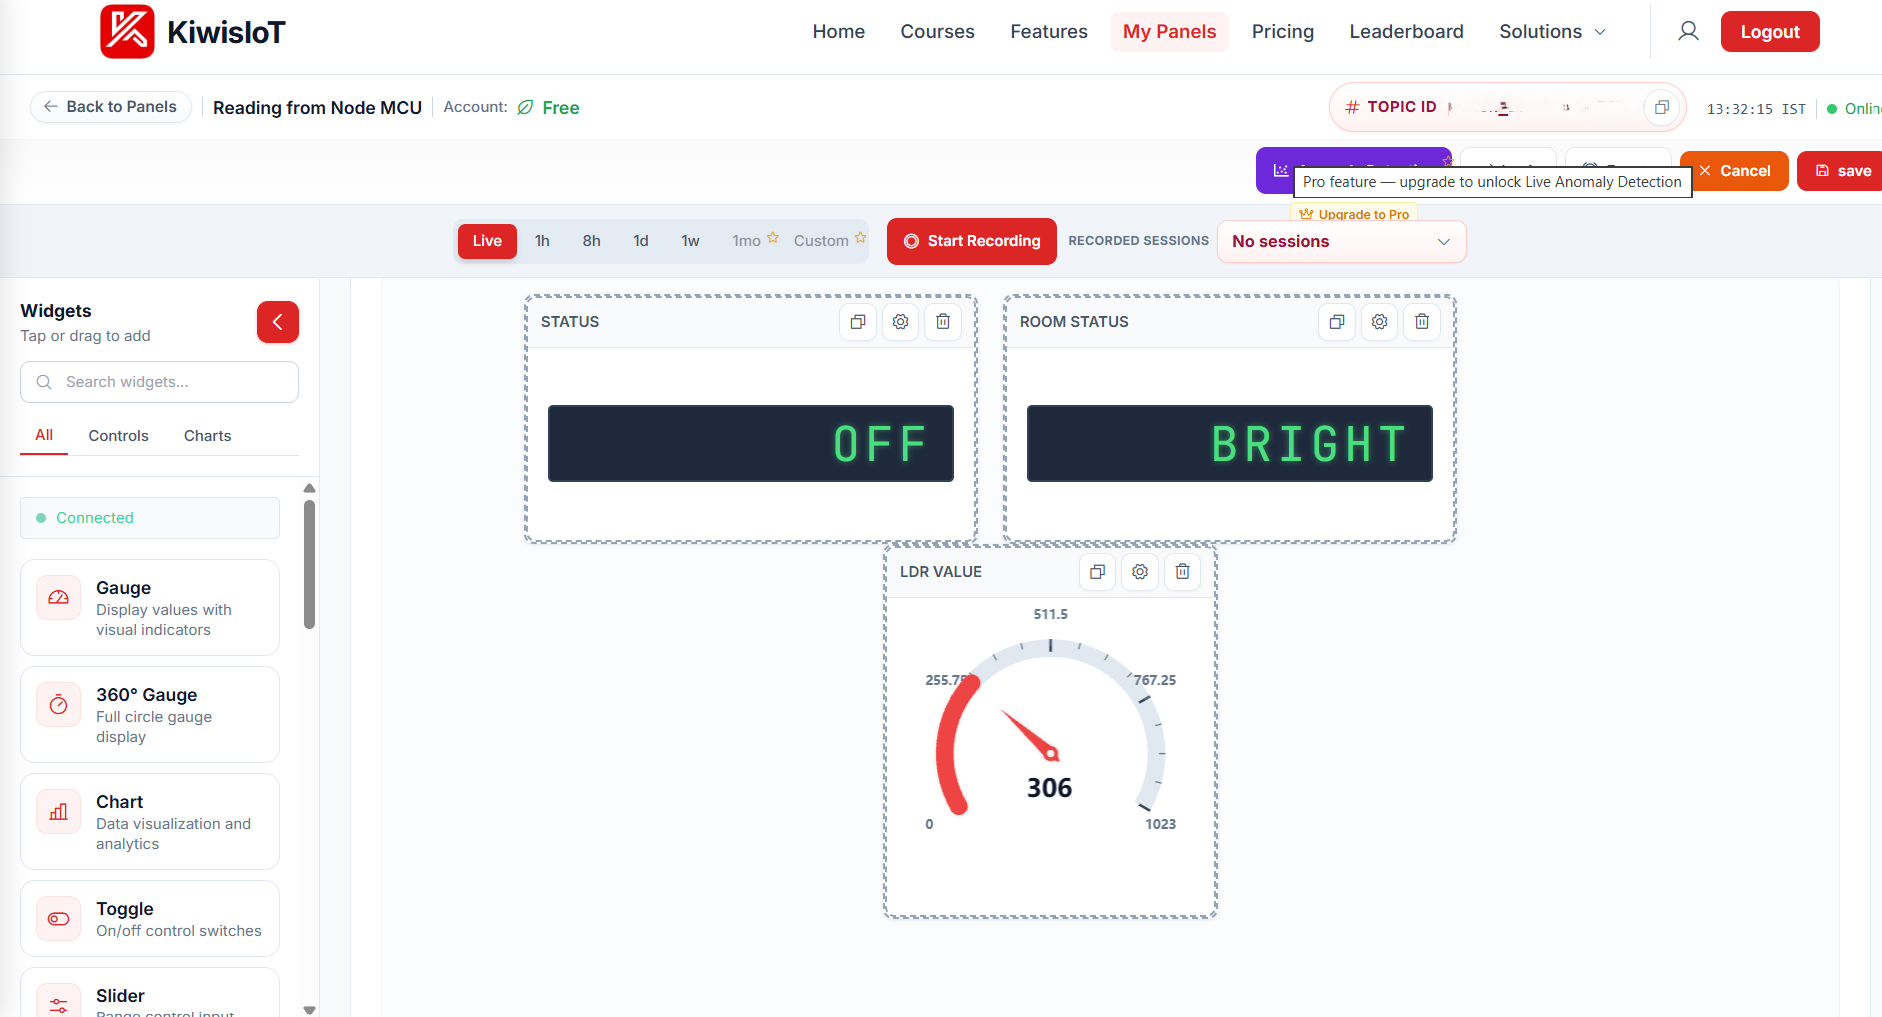 KiwisIoT
Home Courses Features My Panels Pricing Leaderboard Solutions Logout
Back to Panels Reading from Node MCU Account: Free # TOPIC ID 13:32:15 IST Onlin
Cancel save
Pro feature — upgrade to unlock Live Anomaly Detection
Upgrade to Pro
Live 1h 8h 1d 1w 1mo Custom Start Recording RECORDED SESSIONS No sessions
Widgets
Tap or drag to add
Search widgets...
All Controls Charts
Connected
Gauge
Display values with
visual indicators
360° Gauge
Full circle gauge
display
Chart
Data visualization and
analytics
Toggle
On/off control switches
Slider
Range control input
STATUS
OFF
ROOM STATUS
BRIGHT
LDR VALUE
511.5
255.75 767.25
306
0 1023